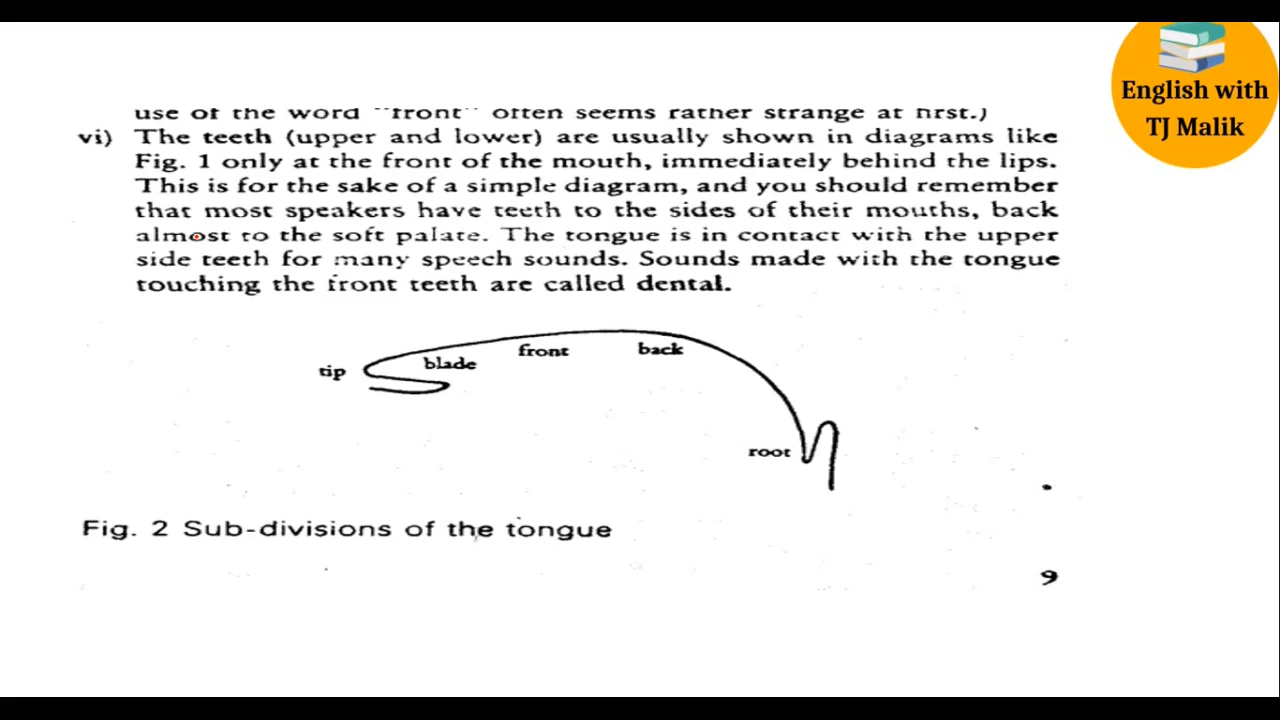 English with
TJ Malik
use of the word "front" often seems rather strange at first.)
vi) The teeth (upper and lower) are usually shown in diagrams like
Fig. 1 only at the front of the mouth, immediately behind the lips.
This is for the sake of a simple diagram, and you should remember
that most speakers have teeth to the sides of their mouths, back
almost to the soft palate. The tongue is in contact with the upper
side teeth for many speech sounds. Sounds made with the tongue
touching the front teeth are called dental.
tip
blade
front
back
root
Fig. 2 Sub-divisions of the tongue
9